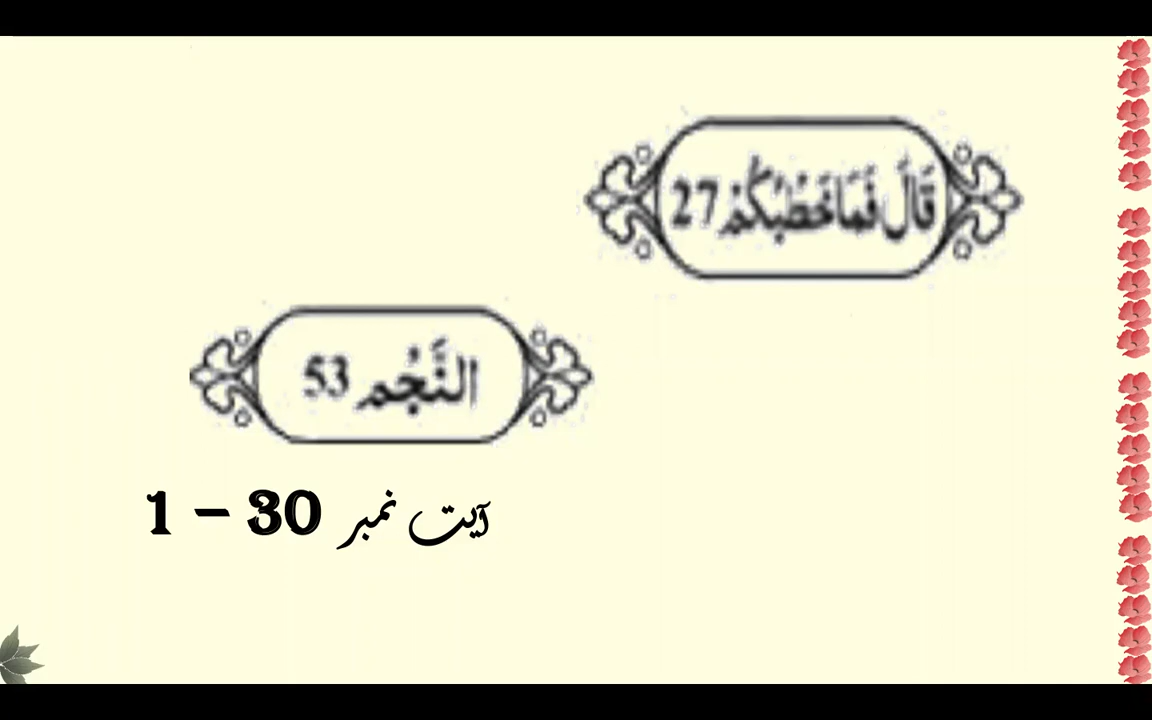 قَالَ فَمَا خَطْبُكُمْ 27
النَّجْم 53
آیت نمبر 30 – 1